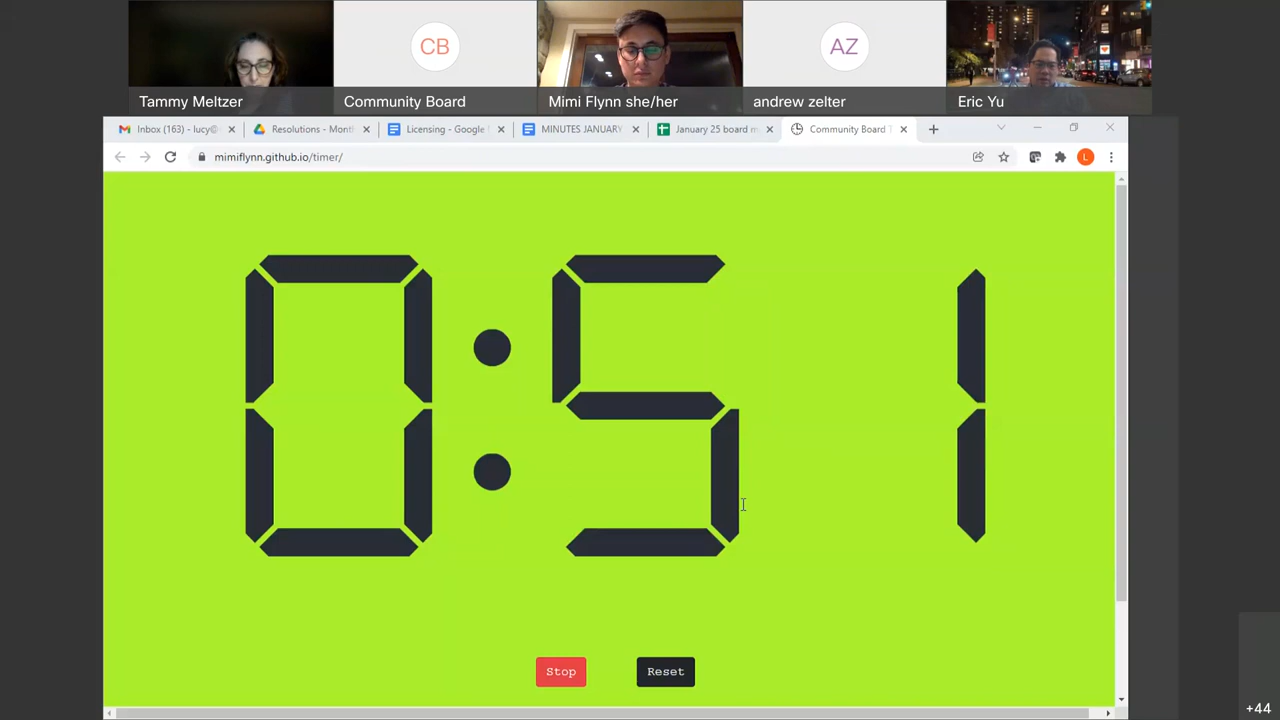 CB
AZ
Tammy Meltzer
Community Board
Mimi Flynn she/her
andrew zelter
Eric Yu
Inbox (163) - lucy@
Resolutions - Mont
Licensing - Google
MINUTES JANUARY
January 25 board m
Community Board T
mimiflynn.github.io/timer/
L
0:51
Stop
Reset
+44